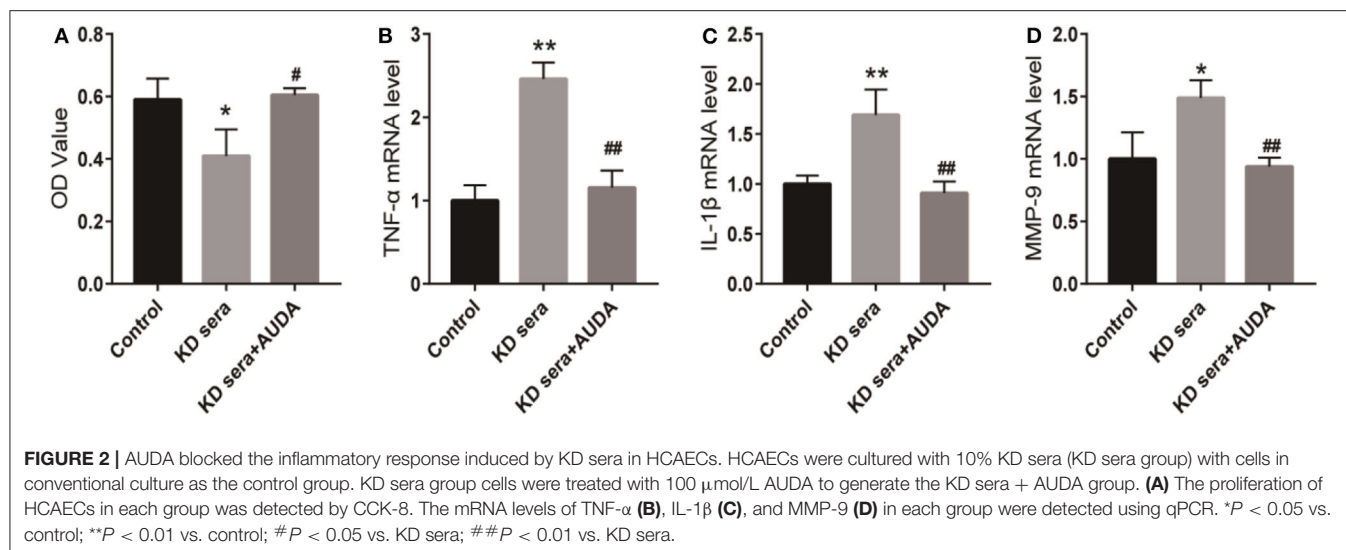 A
B
C
D
OD Value
0.8
0.6
0.4
0.2
0.0
*
#
Control
KD sera
KD sera+AUDA
TNF-α mRNA level
3
2
1
0
**
##
Control
KD sera
KD sera+AUDA
IL-1β mRNA level
2.5
2.0
1.5
1.0
0.5
0.0
**
##
Control
KD sera
KD sera+AUDA
MMP-9 mRNA level
2.0
1.5
1.0
0.5
0.0
*
##
Control
KD sera
KD sera+AUDA
FIGURE 2 | AUDA blocked the inflammatory response induced by KD sera in HCAECs. HCAECs were cultured with 10% KD sera (KD sera group) with cells in
conventional culture as the control group. KD sera group cells were treated with 100 μmol/L AUDA to generate the KD sera + AUDA group. (A) The proliferation of
HCAECs in each group was detected by CCK-8. The mRNA levels of TNF-α (B), IL-1β (C), and MMP-9 (D) in each group were detected using qPCR. *P < 0.05 vs.
control; **P < 0.01 vs. control; #P < 0.05 vs. KD sera; ##P < 0.01 vs. KD sera.